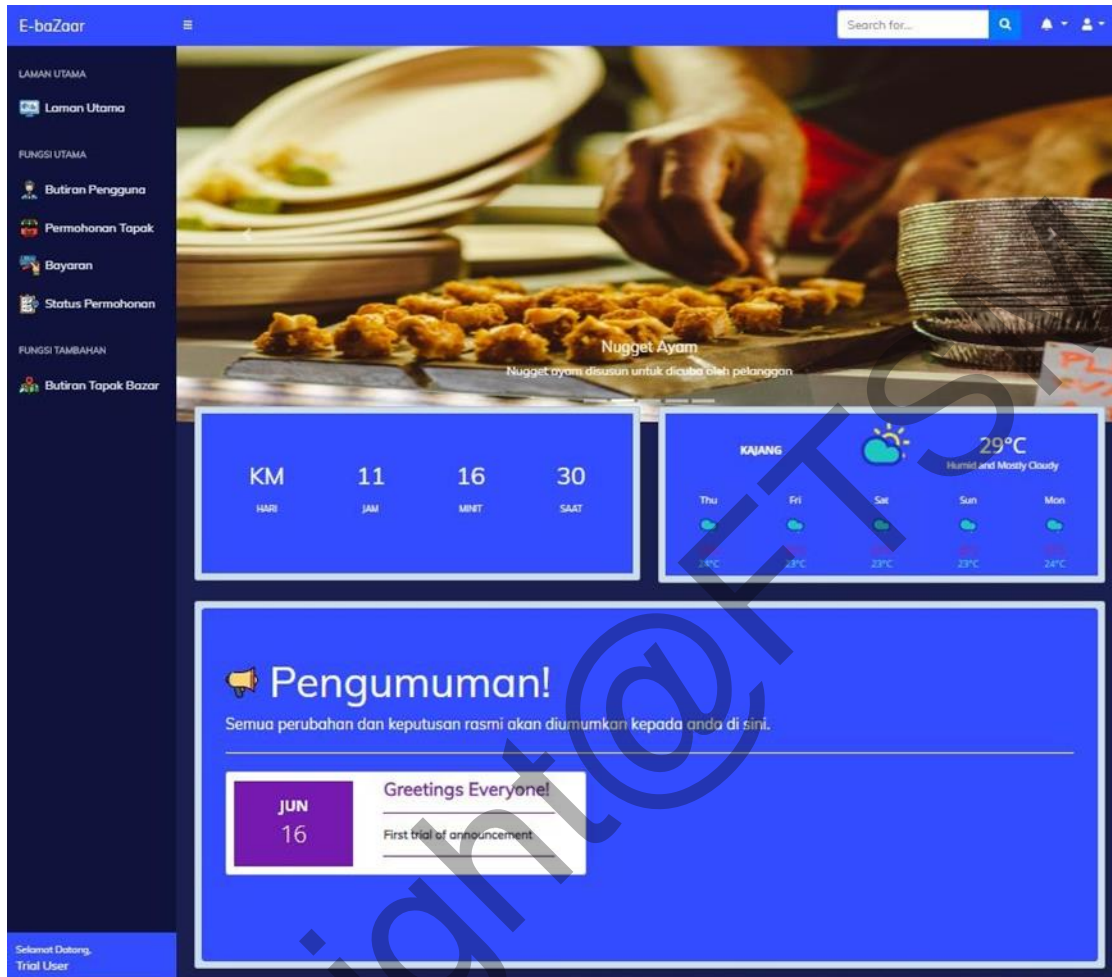 E-baZaar
Search for...
LAMAN UTAMA
Laman Utama
FUNGSI UTAMA
Butiran Pengguna
Permohonan Tapak
Bayaran
Status Permohonan
FUNGSI TAMBAHAN
Butiran Tapak Bazar
Nugget Ayam
Nugget ayam disusun untuk dicuba oleh pelanggan
KM 11 16 30
HARI JAM MINIT SAAT
KAJANG
29°C
Humid and Mostly Cloudy
Thu Fri Sat Sun Mon
24°C 23°C 23°C 23°C 24°C
Pengumuman!
Semua perubahan dan keputusan rasmi akan diumumkan kepada anda di sini.
JUN
16
Greetings Everyone!
First trial of announcement
Selamat Datang,
Trial User